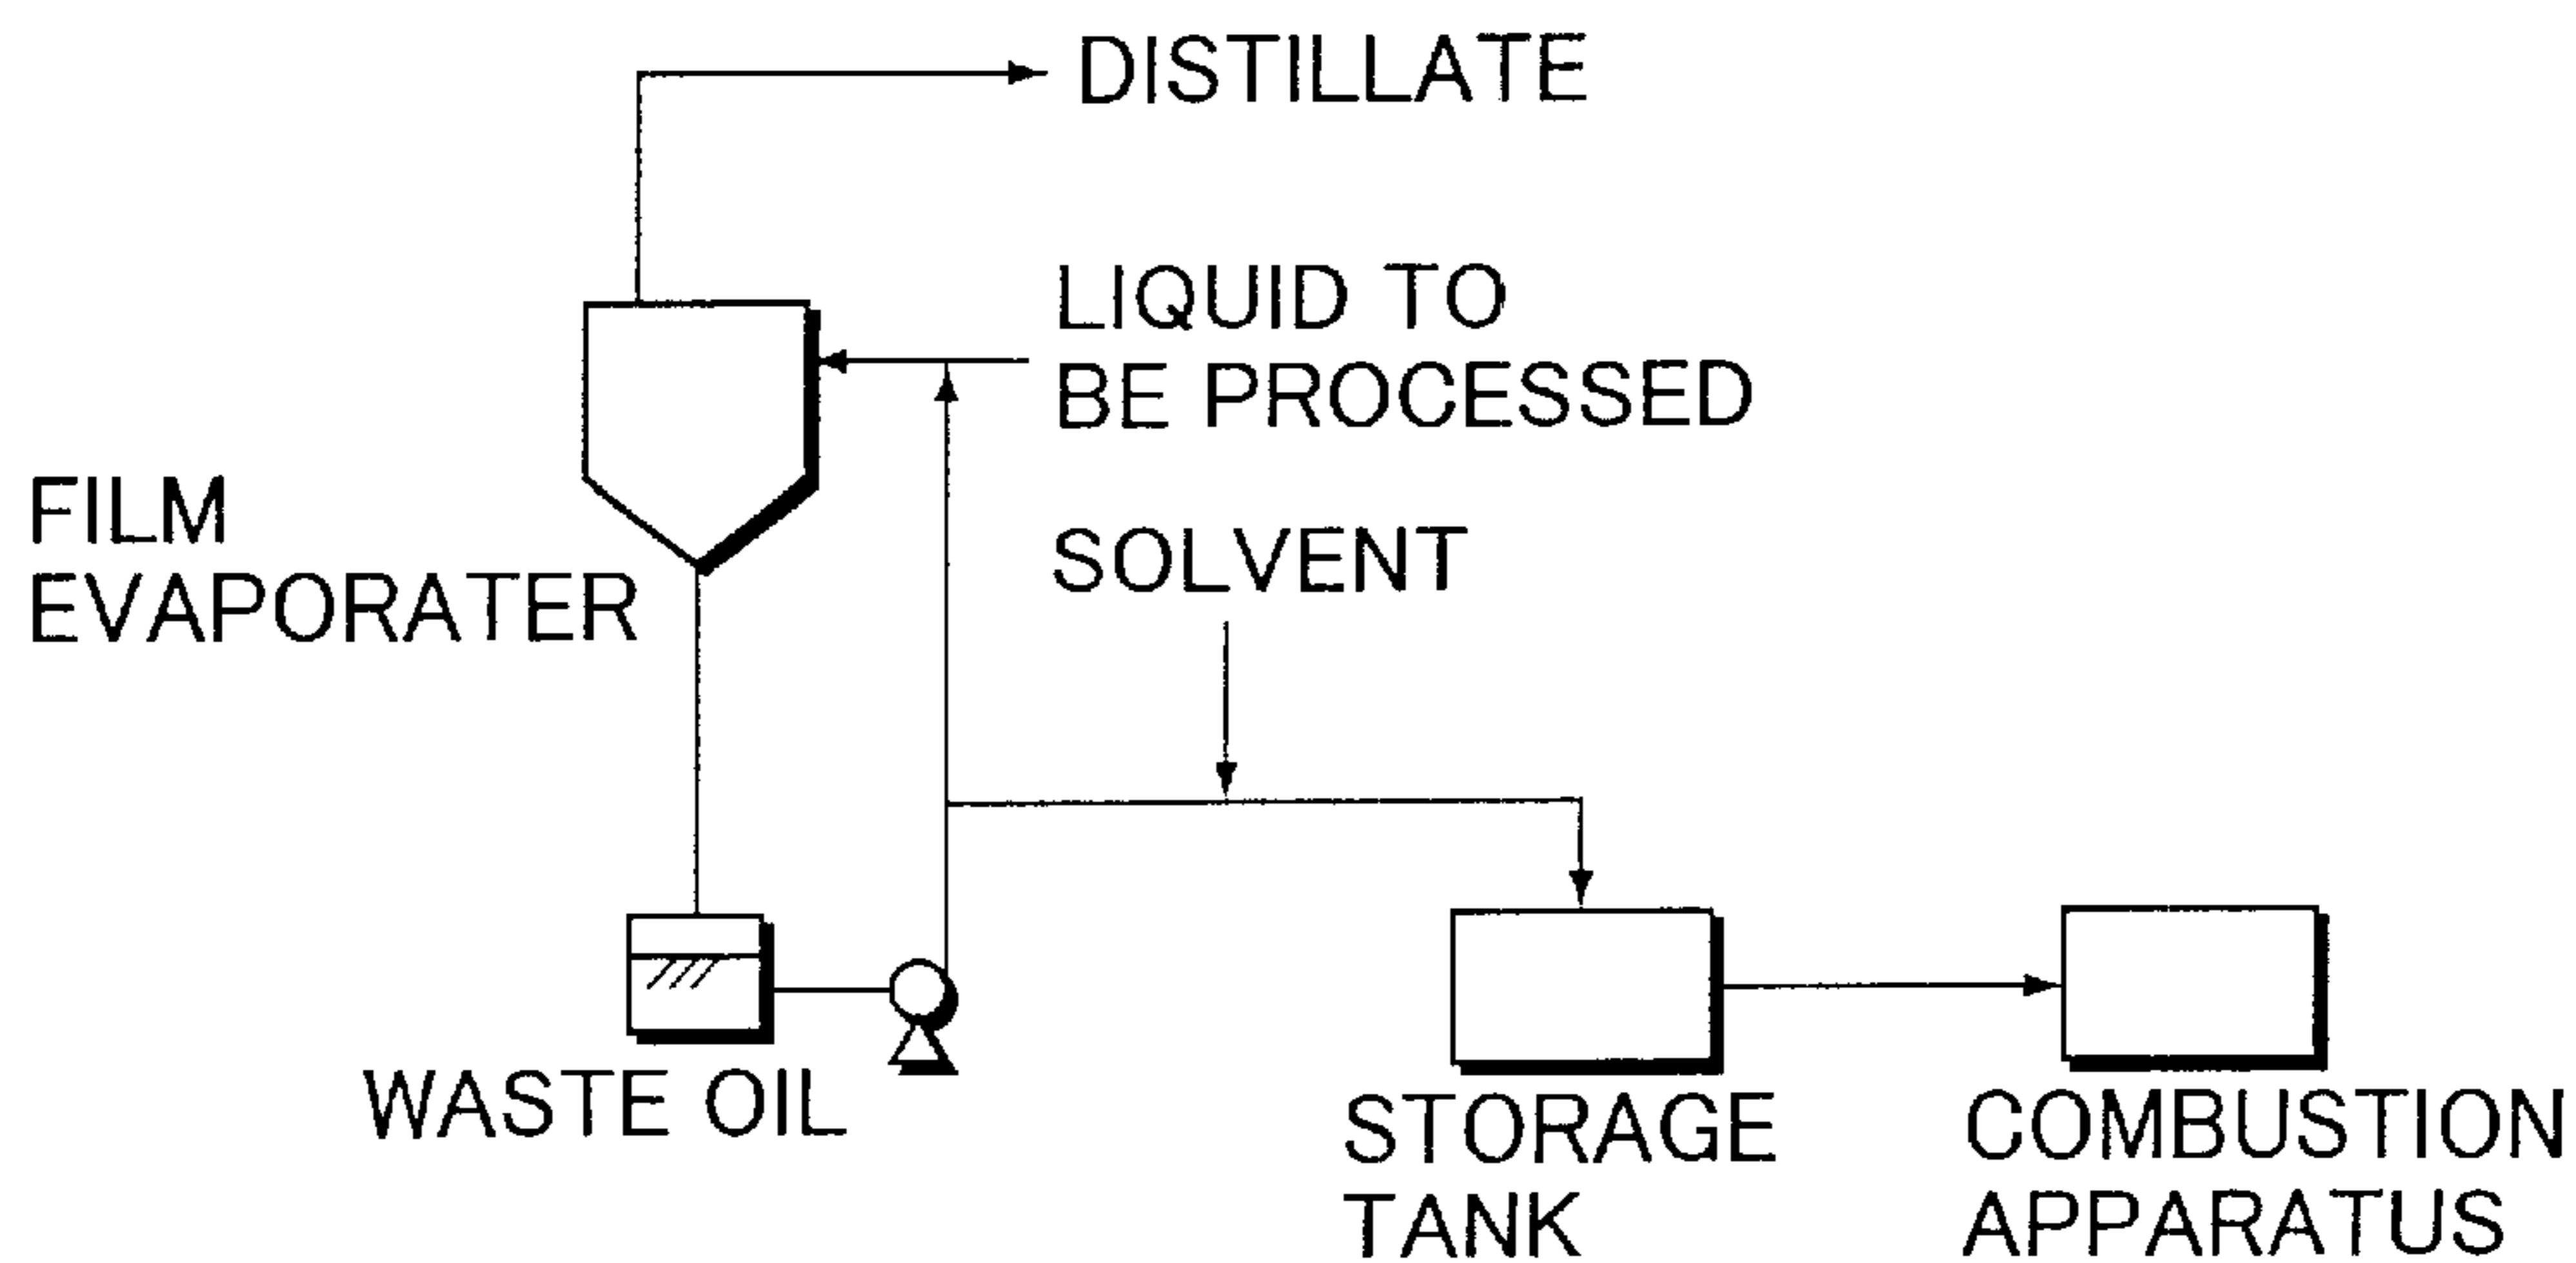 DISTILLATE
LIQUID TO
BE PROCESSED
FILM
EVAPORATER
SOLVENT
WASTE OIL
STORAGE
TANK
COMBUSTION
APPARATUS